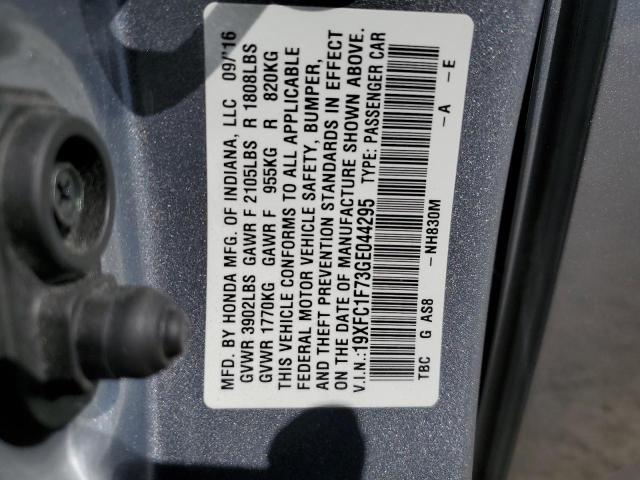 MFD. BY HONDA MFG. OF INDIANA, LLC 09/'16
GVWR 3902LBS GAWR F 2105LBS R 1808LBS
GVWR 1770KG GAWR F 955KG R 820KG
THIS VEHICLE CONFORMS TO ALL APPLICABLE
FEDERAL MOTOR VEHICLE SAFETY, BUMPER,
AND THEFT PREVENTION STANDARDS IN EFFECT
ON THE DATE OF MANUFACTURE SHOWN ABOVE.
V.I.N.:19XFC1F73GE044295 TYPE: PASSENGER CAR
TBC G AS8 -NH830M -A -E